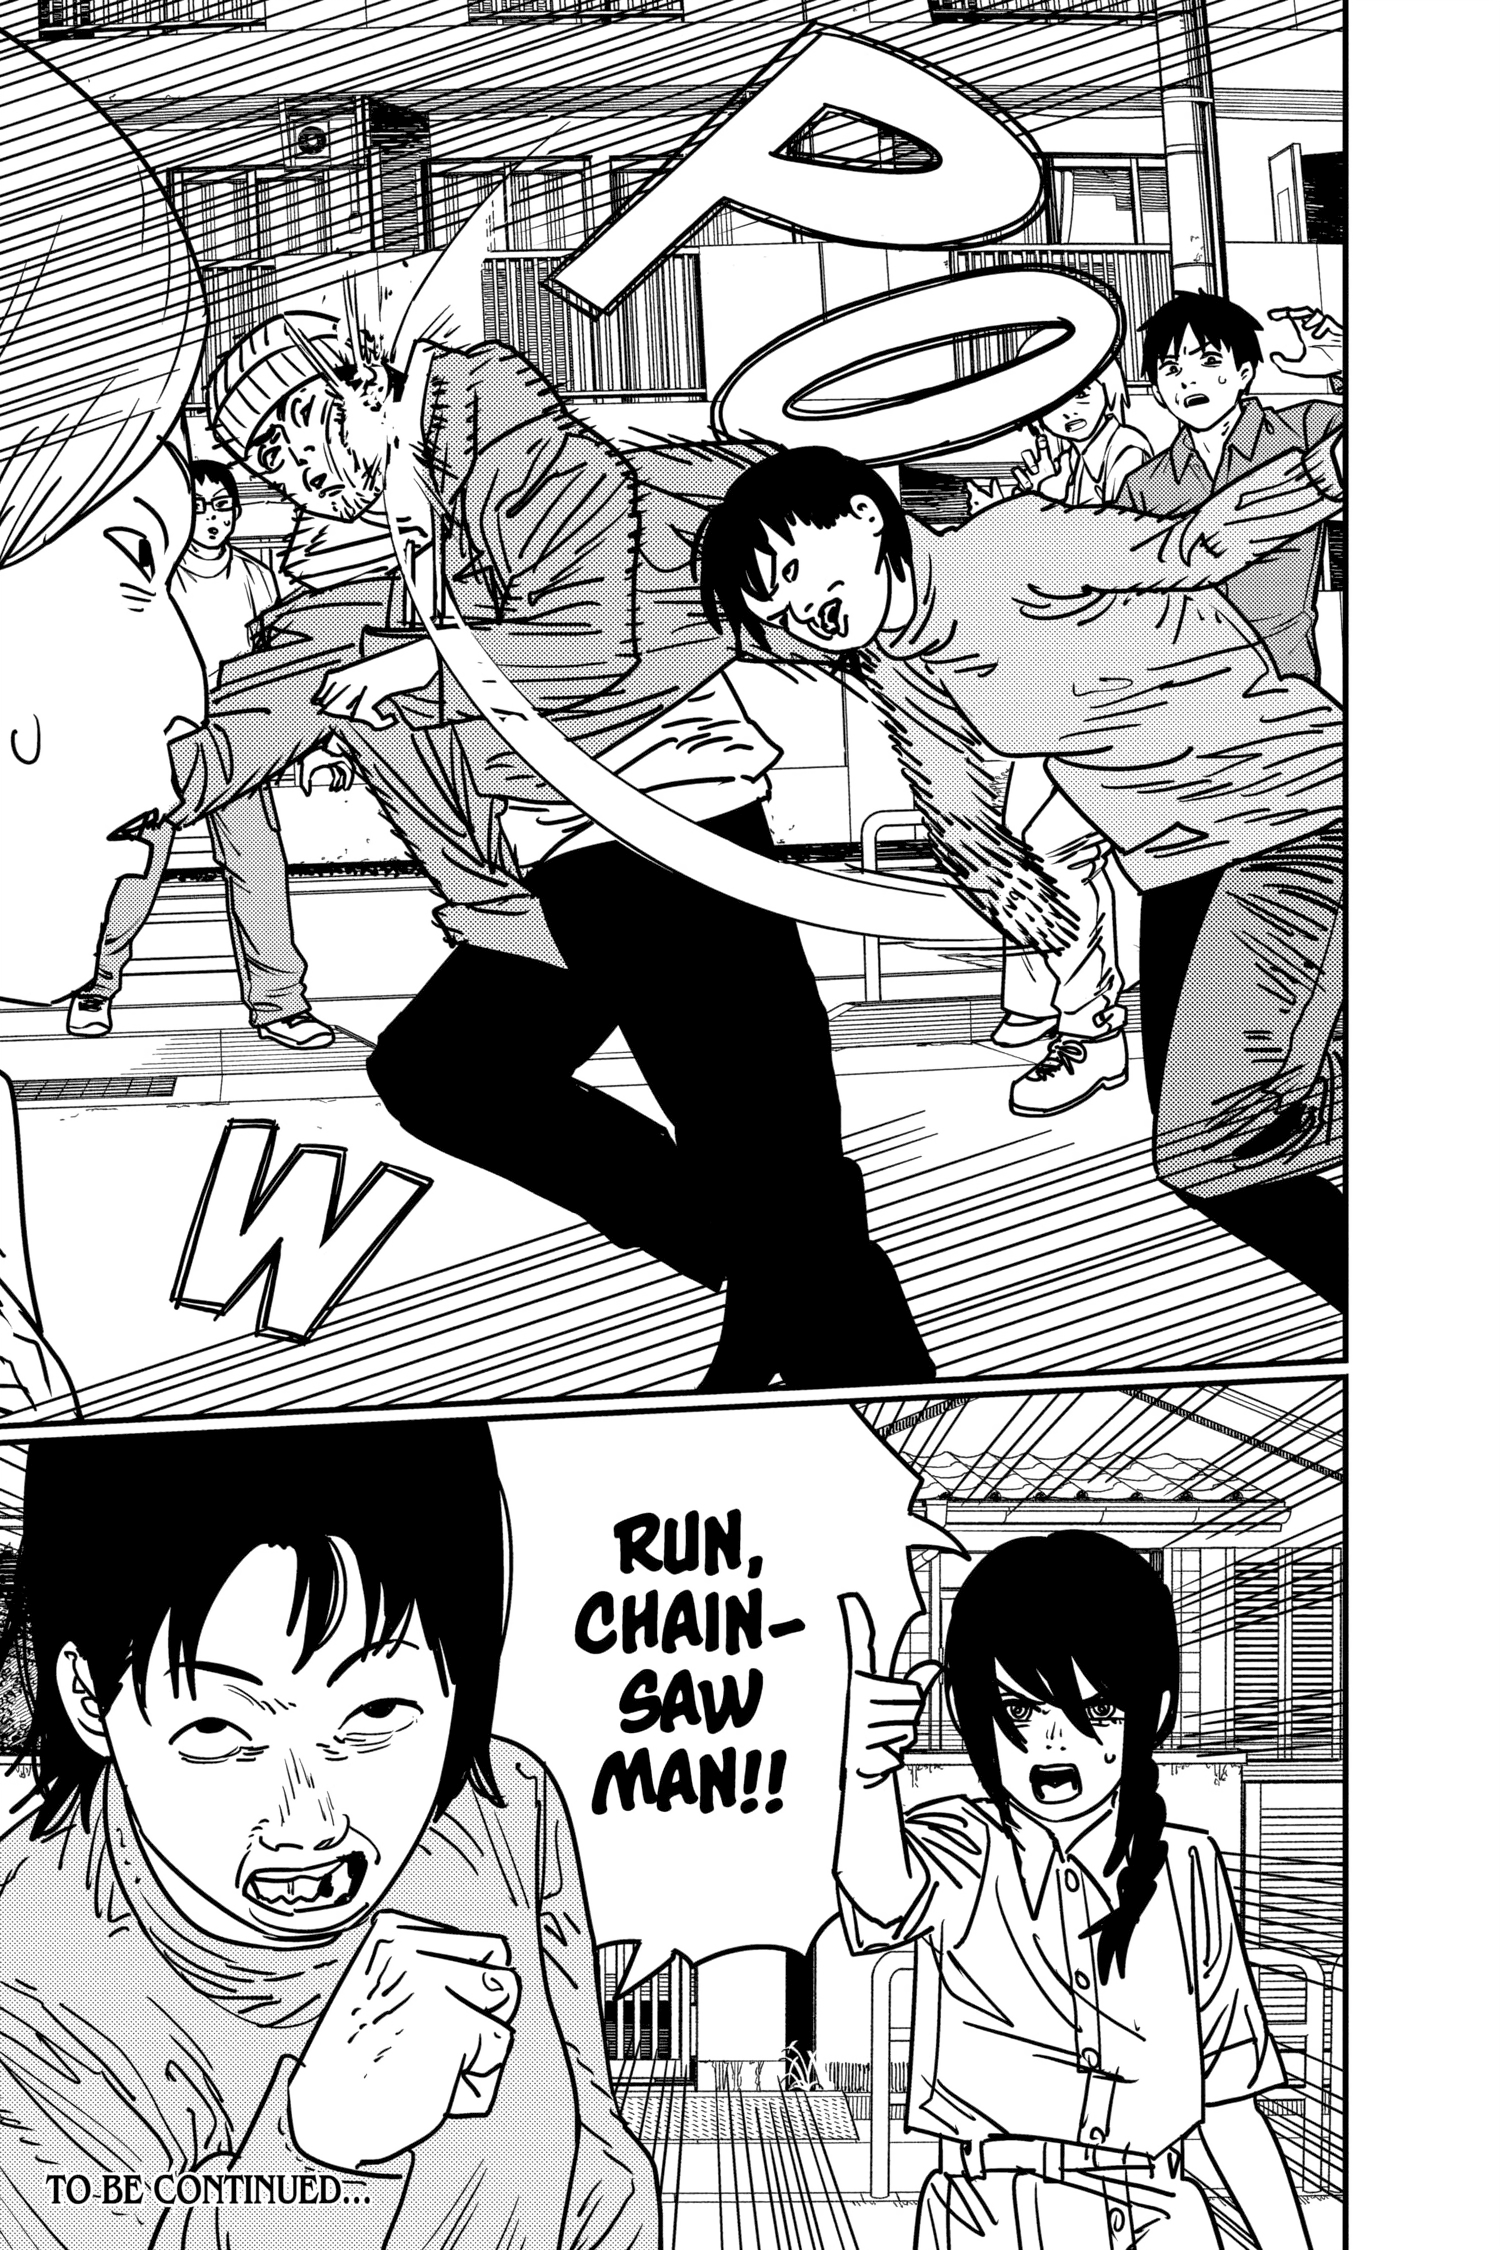 POW
RUN,
CHAIN-
SAW
MAN!!
TO BE CONTINUED...